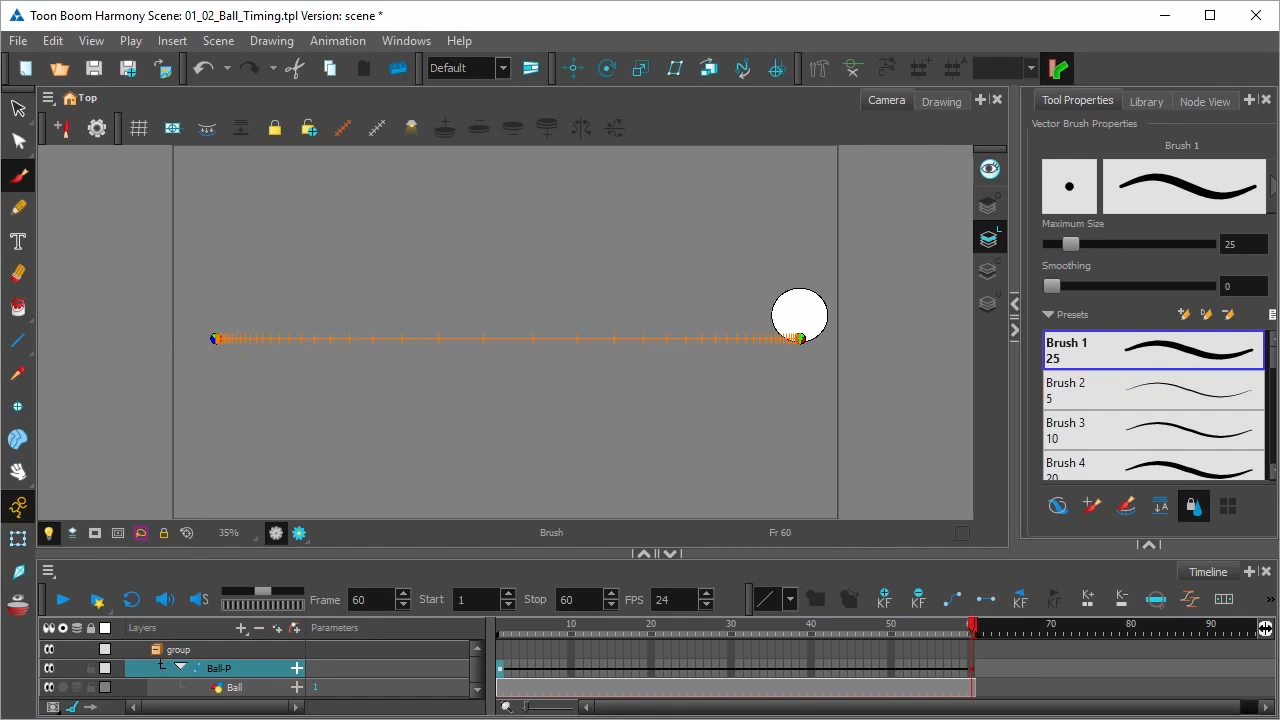 Toon Boom Harmony Scene: 01_02_Ball_Timing.tpl Version: scene *
File Edit View Play Insert Scene Drawing Animation Windows Help
Default
Top
Camera Drawing
Tool Properties Library Node View
Vector Brush Properties
Brush 1
Maximum Size
25
Smoothing
0
Presets
Brush 1
25
Brush 2
5
Brush 3
10
Brush 4
20
35% Brush Fr 60
Timeline
Frame 60 Start 1 Stop 60 FPS 24
KF KF KF KF K+ K-
Layers Parameters
10 20 30 40 50 70 80 90
group
Ball-P
Ball 1